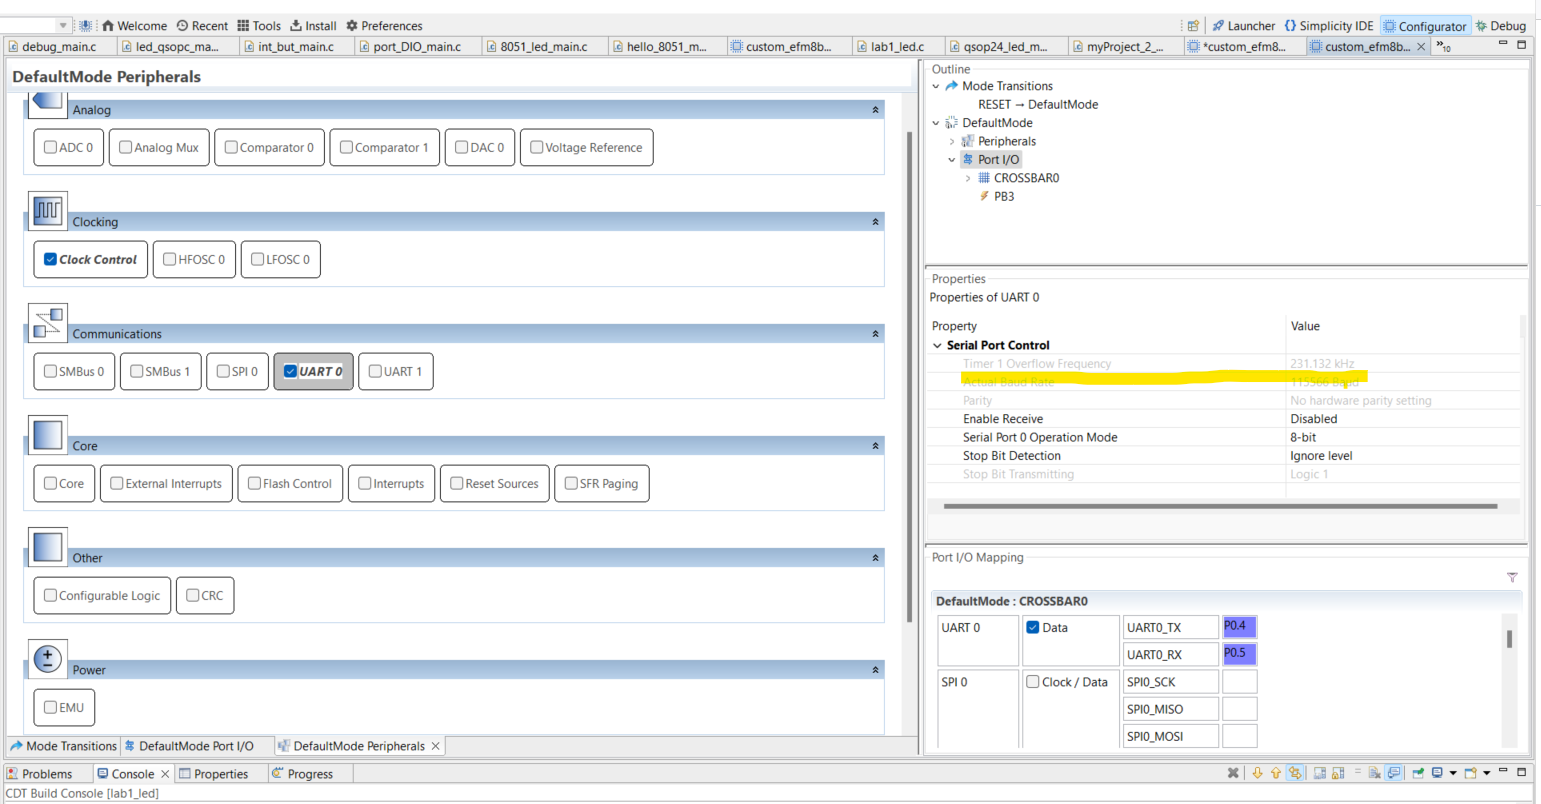 Welcome Recent Tools Install Preferences Launcher {} Simplicity IDE Configurator Debug
debug_main.c led_qsopc_ma... int_but_main.c port_DIO_main.c 8051_led_main.c hello_8051_m... custom_efm8b... lab1_led.c qsop24_led_m... myProject_2_... *custom_efm8... custom_efm8b... »10
DefaultMode Peripherals
Analog
ADC 0 Analog Mux Comparator 0 Comparator 1 DAC 0 Voltage Reference
Clocking
Clock Control HFOSC 0 LFOSC 0
Communications
SMBus 0 SMBus 1 SPI 0 UART 0 UART 1
Core
Core External Interrupts Flash Control Interrupts Reset Sources SFR Paging
Other
Configurable Logic CRC
Power
EMU
Mode Transitions DefaultMode Port I/O DefaultMode Peripherals
Outline
Mode Transitions
RESET → DefaultMode
DefaultMode
Peripherals
Port I/O
CROSSBAR0
PB3
Properties
Properties of UART 0
Property Value
Serial Port Control
Timer 1 Overflow Frequency 231.132 kHz
Actual Baud Rate 115566 Baud
Parity No hardware parity setting
Enable Receive Disabled
Serial Port 0 Operation Mode 8-bit
Stop Bit Detection Ignore level
Stop Bit Transmitting Logic 1
Port I/O Mapping
DefaultMode : CROSSBAR0
UART 0 Data UART0_TX P0.4
UART0_RX P0.5
SPI 0 Clock / Data SPI0_SCK
SPI0_MISO
SPI0_MOSI
Problems Console Properties Progress
CDT Build Console [lab1_led]